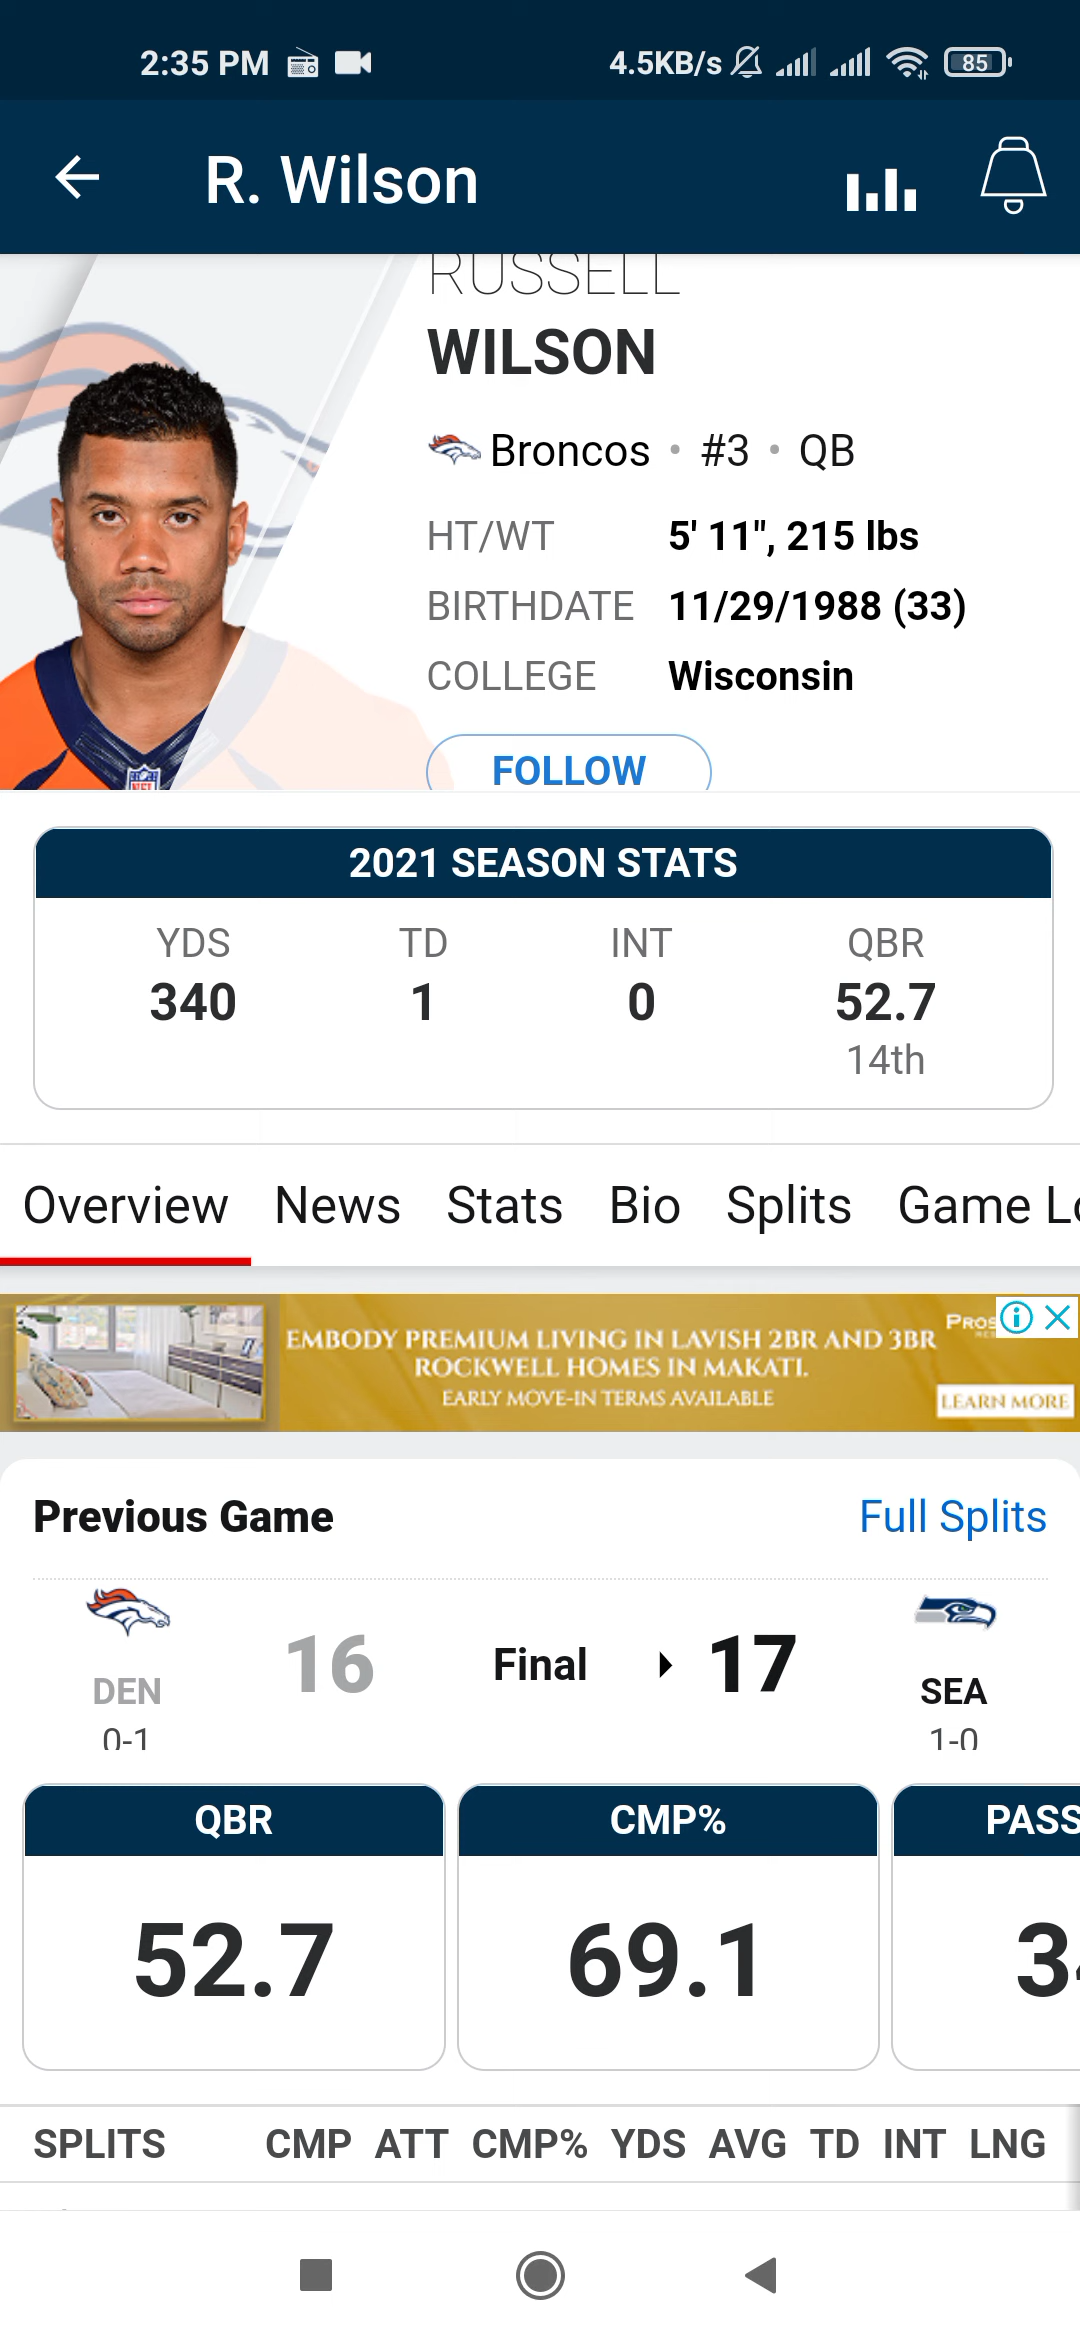 2:35 PM 4.5KB/s 85
R. Wilson
RUSSELL
WILSON
Broncos • #3 • QB
HT/WT 5' 11", 215 lbs
BIRTHDATE 11/29/1988 (33)
COLLEGE Wisconsin
FOLLOW
2021 SEASON STATS
YDS TD INT QBR
340 1 0 52.7
14th
Overview News Stats Bio Splits Game Lo
EMBODY PREMIUM LIVING IN LAVISH 2BR AND 3BR
ROCKWELL HOMES IN MAKATI.
EARLY MOVE-IN TERMS AVAILABLE
LEARN MORE
Previous Game Full Splits
16 Final 17
DEN SEA
0-1 1-0
QBR CMP% PASS
52.7 69.1 34
SPLITS CMP ATT CMP% YDS AVG TD INT LNG